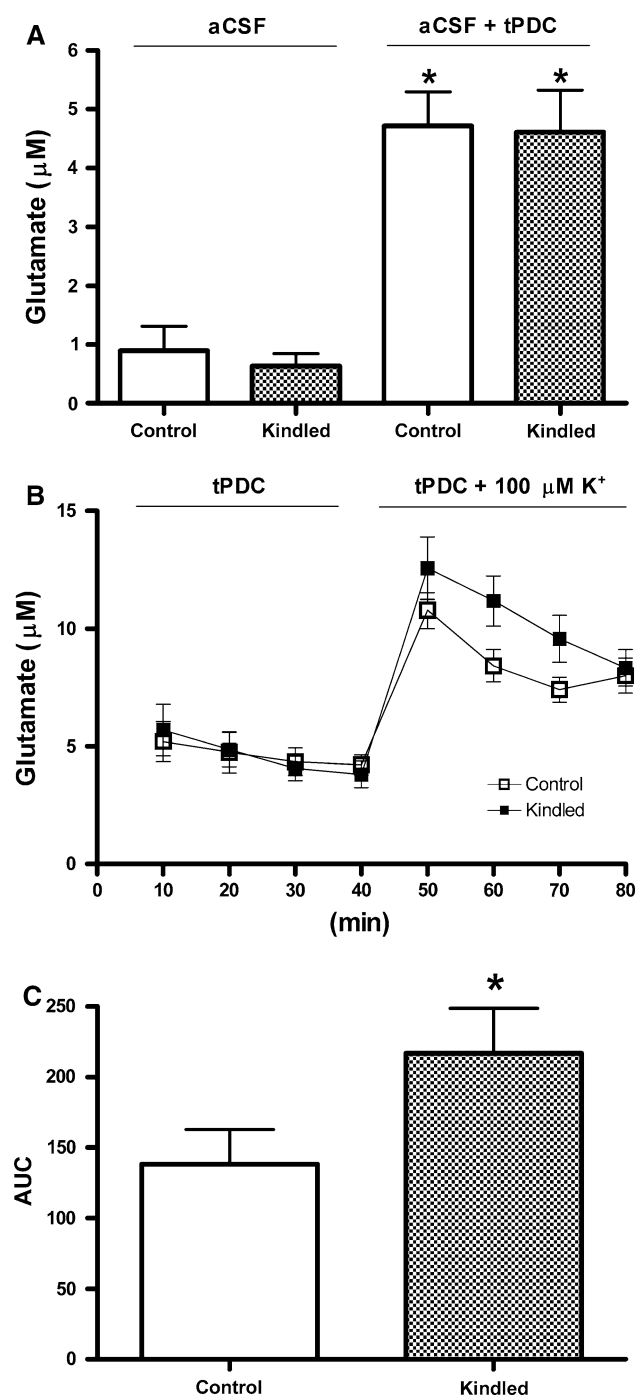 A
aCSF
aCSF + tPDC
6
5
4
3
2
1
0
Glutamate (μM)
*
*
Control
Kindled
Control
Kindled
B
tPDC
tPDC + 100 μM K⁺
15
10
5
0
Glutamate (μM)
Control
Kindled
0 10 20 30 40 50 60 70 80
(min)
C
250
200
150
100
50
0
AUC
*
Control
Kindled